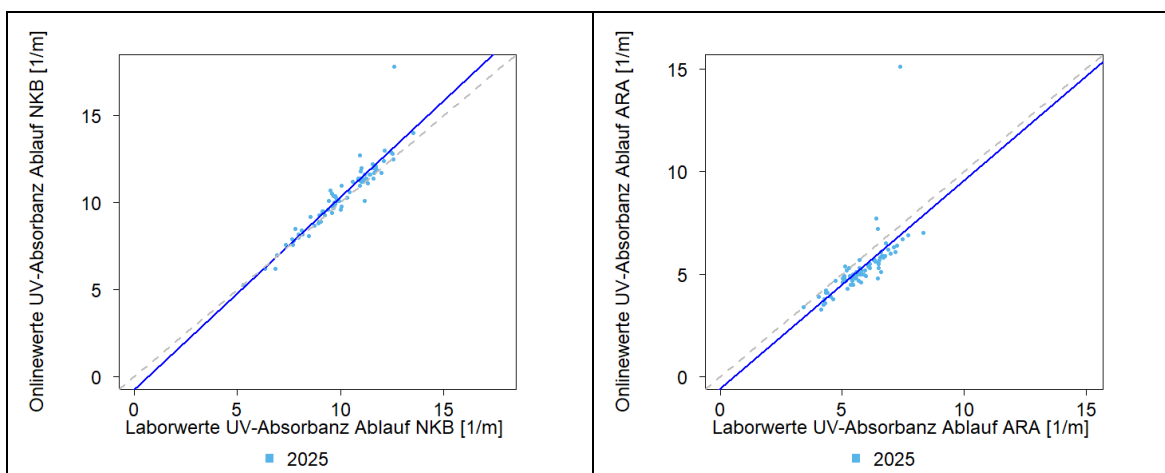 Onlinewerte UV-Absorbanz Ablauf NKB [1/m]
15
10
5
0
0 5 10 15
Laborwerte UV-Absorbanz Ablauf NKB [1/m]
2025
Onlinewerte UV-Absorbanz Ablauf ARA [1/m]
15
10
5
0
0 5 10 15
Laborwerte UV-Absorbanz Ablauf ARA [1/m]
2025